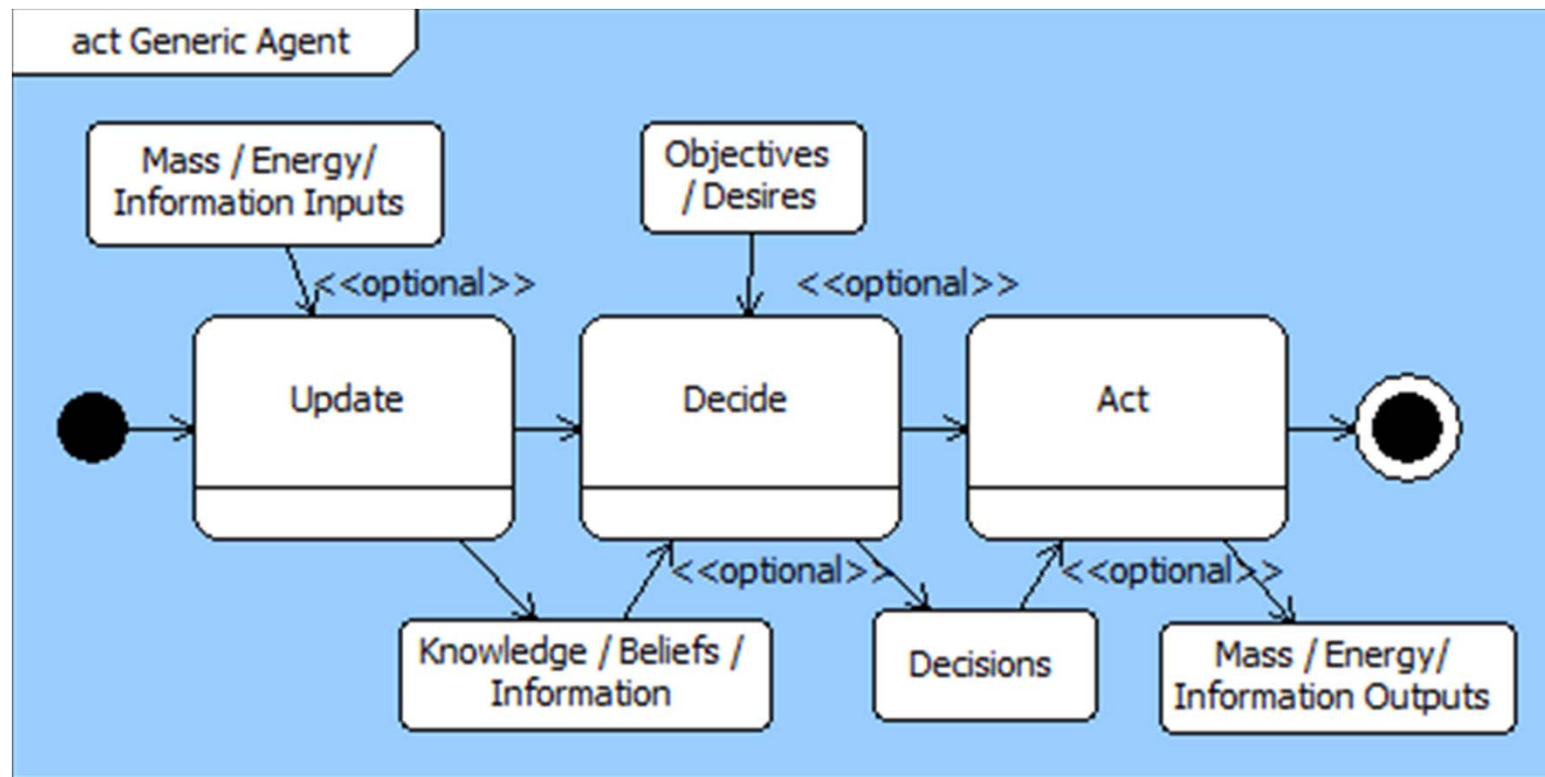 act Generic Agent
Mass / Energy/
Information Inputs
Objectives
/ Desires
<<optional>>
<<optional>>
Update
Decide
Act
<<optional>>
<<optional>>
Knowledge / Beliefs /
Information
Decisions
Mass / Energy/
Information Outputs